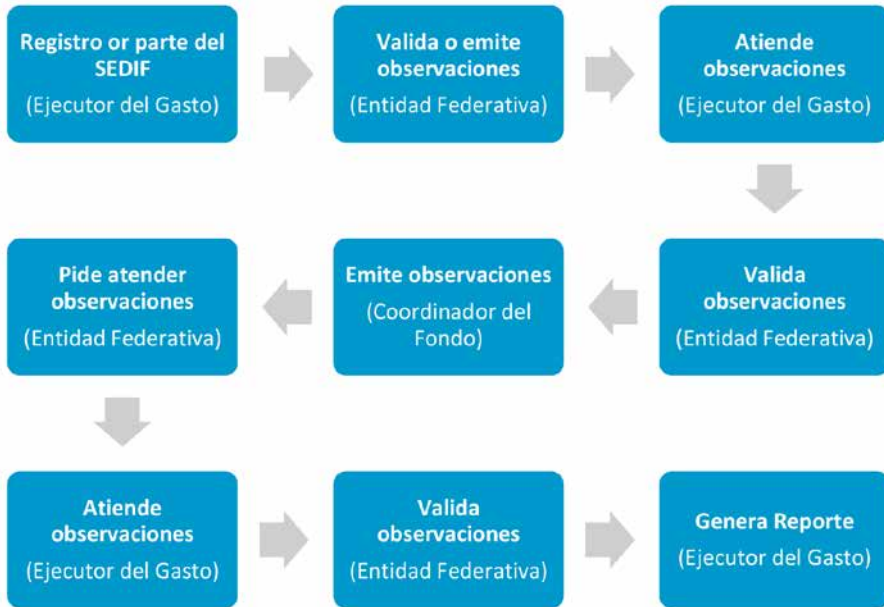 Registro or parte del
SEDIF
(Ejecutor del Gasto)
Valida o emite
observaciones
(Entidad Federativa)
Atiende
observaciones
(Ejecutor del Gasto)
Valida
observaciones
(Entidad Federativa)
Emite observaciones
(Coordinador del
Fondo)
Pide atender
observaciones
(Entidad Federativa)
Atiende
observaciones
(Ejecutor del Gasto)
Valida
observaciones
(Entidad Federativa)
Genera Reporte
(Ejecutor del Gasto)